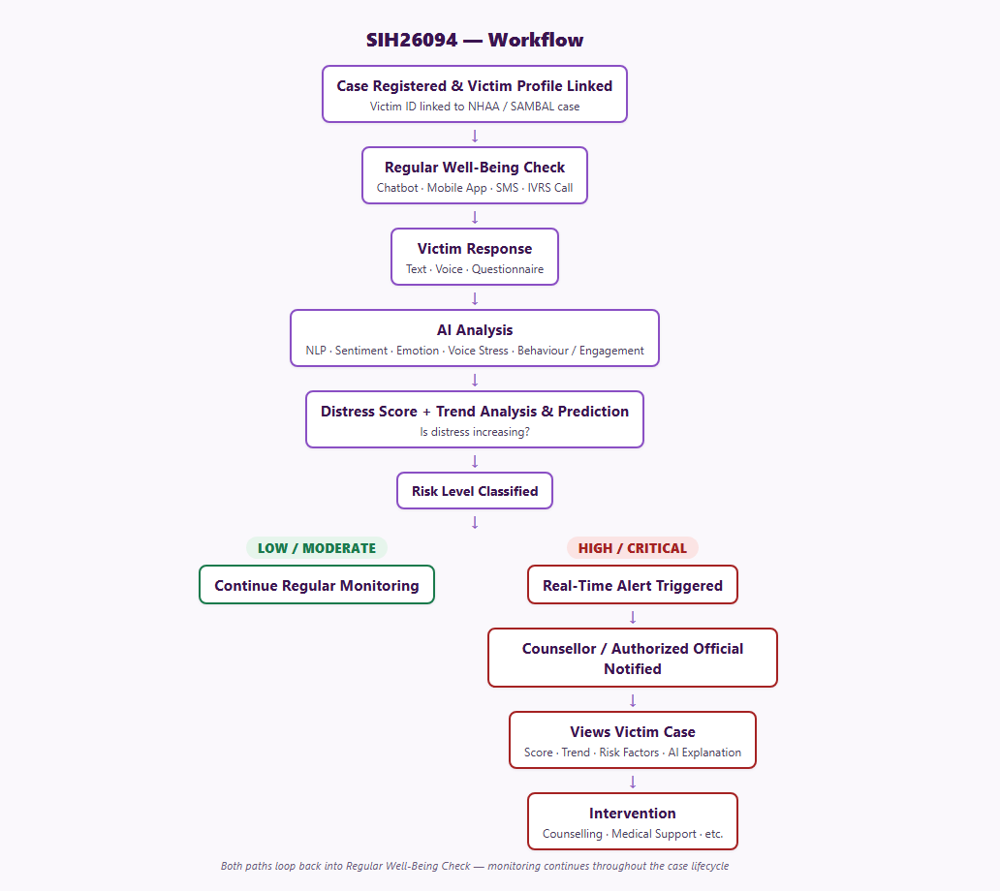 SIH26094 — Workflow
Case Registered & Victim Profile Linked
Victim ID linked to NHAA / SAMBAL case
↓
Regular Well-Being Check
Chatbot · Mobile App · SMS · IVRS Call
↓
Victim Response
Text · Voice · Questionnaire
↓
AI Analysis
NLP · Sentiment · Emotion · Voice Stress · Behaviour / Engagement
↓
Distress Score + Trend Analysis & Prediction
Is distress increasing?
↓
Risk Level Classified
↓
LOW / MODERATE
Continue Regular Monitoring
HIGH / CRITICAL
Real-Time Alert Triggered
↓
Counsellor / Authorized Official
Notified
↓
Views Victim Case
Score · Trend · Risk Factors · AI Explanation
↓
Intervention
Counselling · Medical Support · etc.
Both paths loop back into Regular Well-Being Check — monitoring continues throughout the case lifecycle